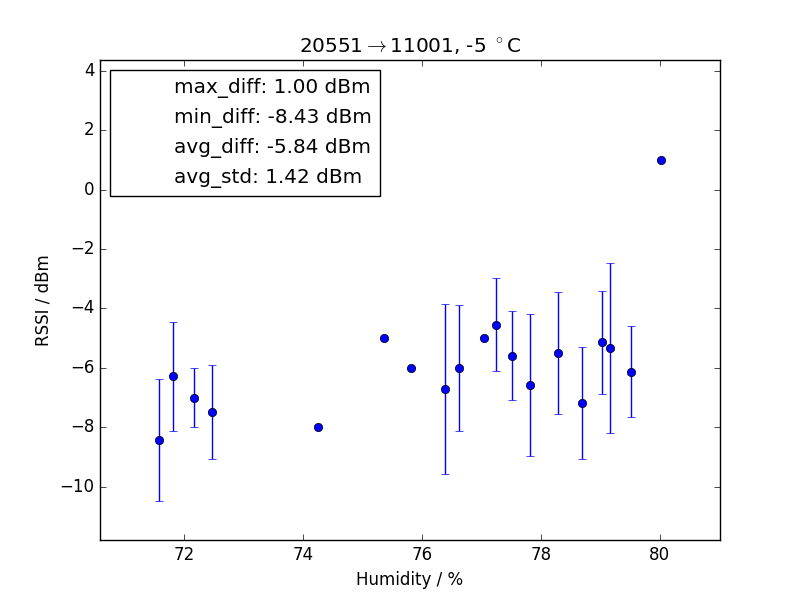 20551→11001, -5 °C
max_diff: 1.00 dBm
min_diff: -8.43 dBm
avg_diff: -5.84 dBm
avg_std: 1.42 dBm
4
2
0
−2
−4
−6
−8
−10
RSSI / dBm
72 74 76 78 80
Humidity / %